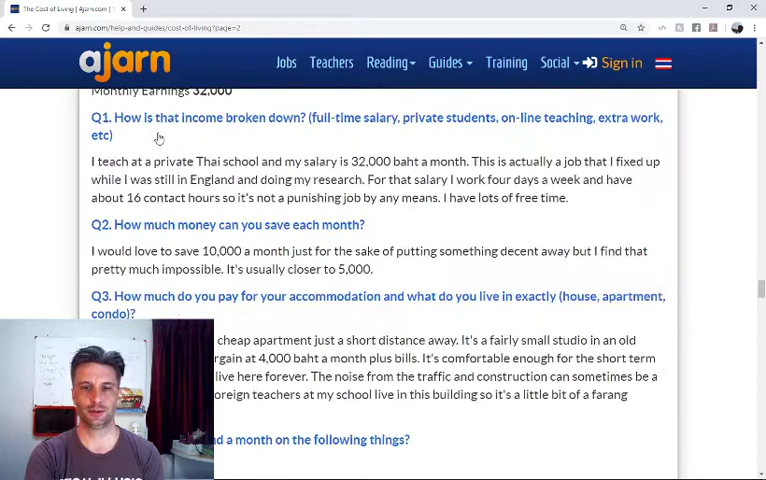 The Cost of Living | Ajarn.com
ajarn.com/help-and-guides/cost-of-living?page=2
ajarn
Jobs Teachers Reading Guides Training Social Sign in
Monthly Earnings 32,000
Q1. How is that income broken down? (full-time salary, private students, on-line teaching, extra work,
etc)
I teach at a private Thai school and my salary is 32,000 baht a month. This is actually a job that I fixed up
while I was still in England and doing my research. For that salary I work four days a week and have
about 16 contact hours so it's not a punishing job by any means. I have lots of free time.
Q2. How much money can you save each month?
I would love to save 10,000 a month just for the sake of putting something decent away but I find that
pretty much impossible. It's usually closer to 5,000.
Q3. How much do you pay for your accommodation and what do you live in exactly (house, apartment,
condo)?
cheap apartment just a short distance away. It's a fairly small studio in an old
at 4,000 baht a month plus bills. It's comfortable enough for the short term
live here forever. The noise from the traffic and construction can sometimes be a
teachers at my school live in this building so it's a little bit of a farang
a month on the following things?